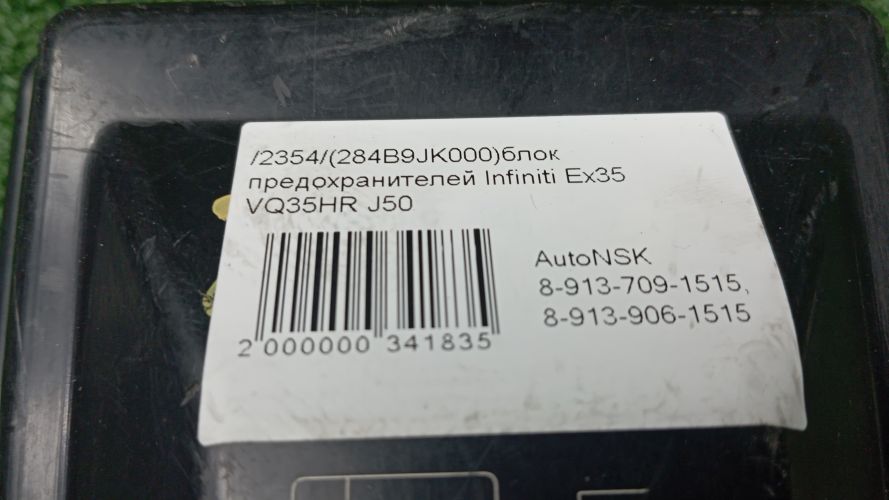 /2354/(284B9JK000)блок
предохранителей Infiniti Ex35
VQ35HR J50
AutoNSK
8-913-709-1515,
8-913-906-1515
2 000000 341835